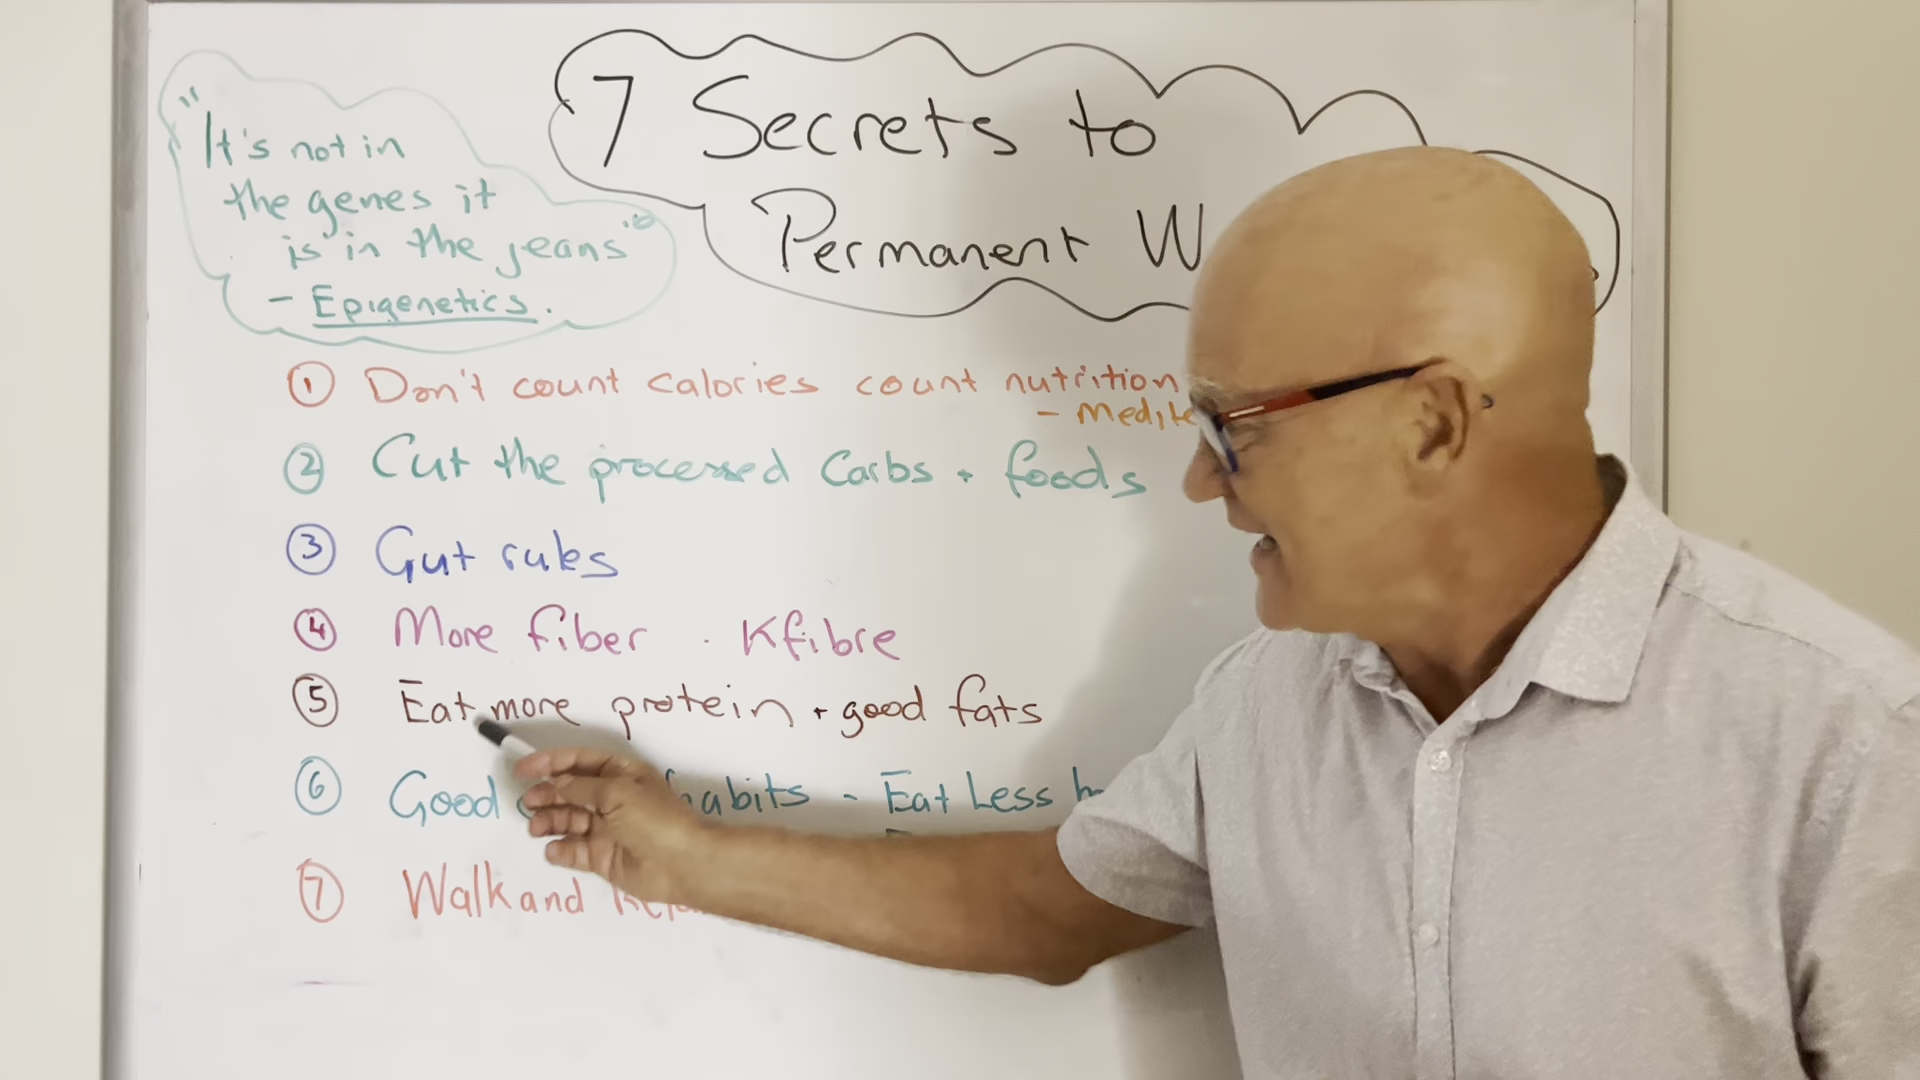 "It's not in
the genes it
is in the jeans"
- Epigenetics.
7 Secrets to
Permanent W
1 Don't count calories count nutrition
- Medite
2 Cut the processed Carbs + foods
3 Gut rules
4 More fiber . Kfibre
5 Eat more protein + good fats
6 Good habits - Eat Less
7 Walk and